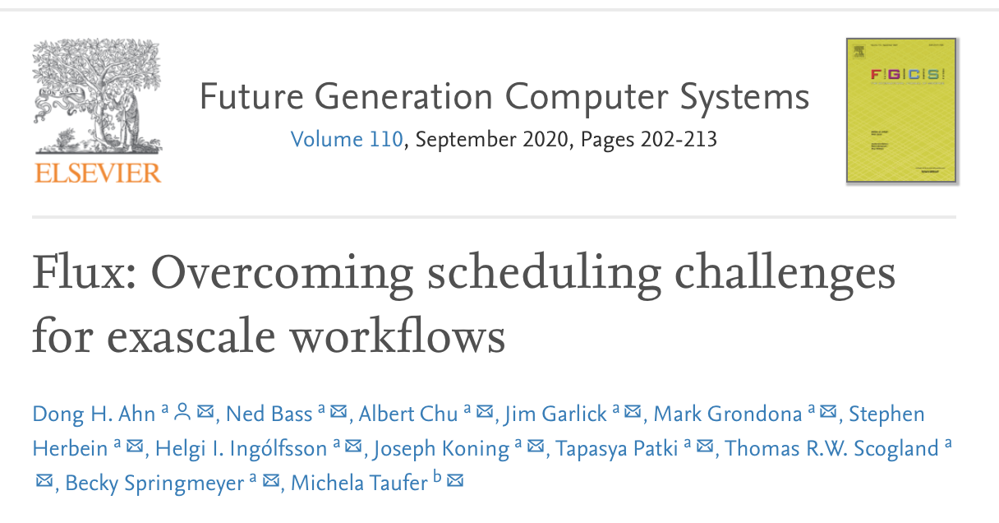 Future Generation Computer Systems
Volume 110, September 2020, Pages 202-213
ELSEVIER
FGCS
Flux: Overcoming scheduling challenges
for exascale workflows
Dong H. Ahn a, Ned Bass a, Albert Chu a, Jim Garlick a, Mark Grondona a, Stephen
Herbein a, Helgi I. Ingólfsson a, Joseph Koning a, Tapasya Patki a, Thomas R.W. Scogland a
, Becky Springmeyer a, Michela Taufer b